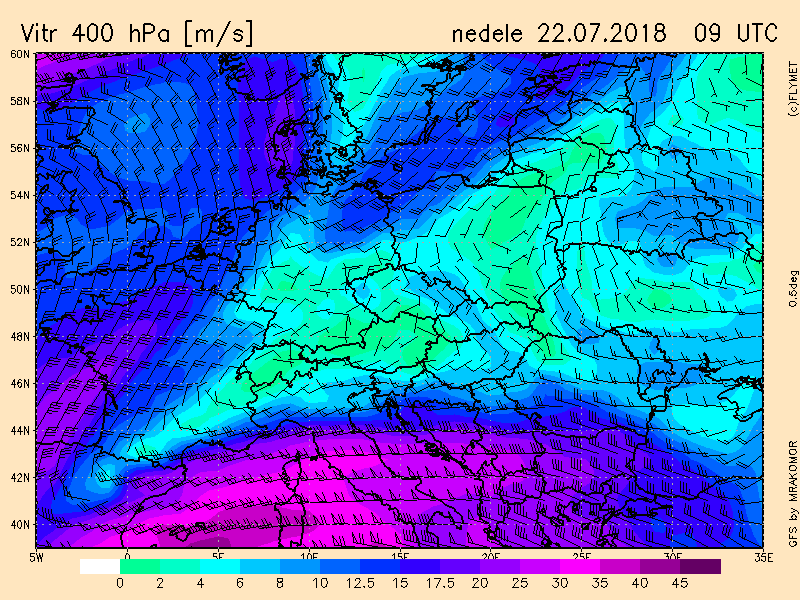 Vitr 400 hPa [m/s] nedele 22.07.2018 09 UTC
60N
58N
56N
54N
52N
50N
48N
46N
44N
42N
40N
5W 0 5E 10E 15E 20E 25E 30E 35E
0 2 4 6 8 10 12.5 15 17.5 20 25 30 35 40 45
(c)FLYMET
0.5deg
GFS by MRAKOMOR